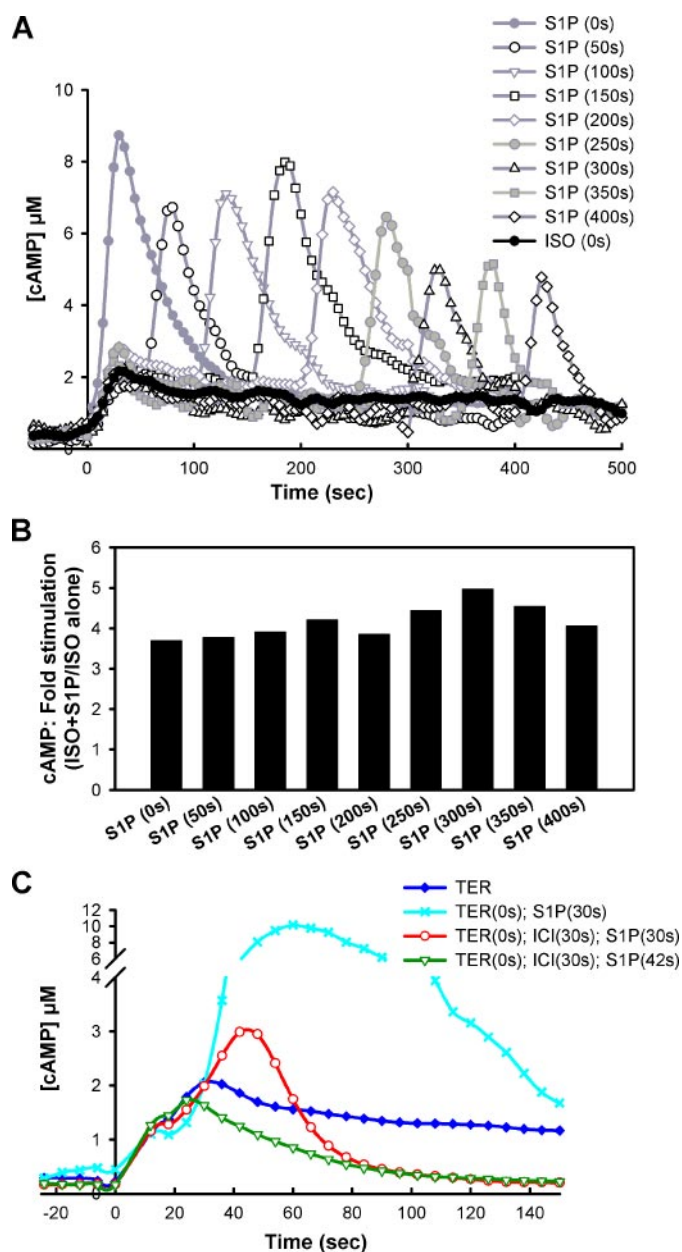 A
S1P (0s)
S1P (50s)
S1P (100s)
S1P (150s)
S1P (200s)
S1P (250s)
S1P (300s)
S1P (350s)
S1P (400s)
ISO (0s)
[cAMP] μM
10
8
6
4
2
0
0 100 200 300 400 500
Time (sec)
B
cAMP: Fold stimulation
(ISO+S1P/ISO alone)
6
5
4
3
2
1
0
S1P (0s)
S1P (50s)
S1P (100s)
S1P (150s)
S1P (200s)
S1P (250s)
S1P (300s)
S1P (350s)
S1P (400s)
C
TER
TER(0s); S1P(30s)
TER(0s); ICI(30s); S1P(30s)
TER(0s); ICI(30s); S1P(42s)
[cAMP] μM
12
10
8
6
4
3
2
1
0
-20 0 20 40 60 80 100 120 140
Time (sec)